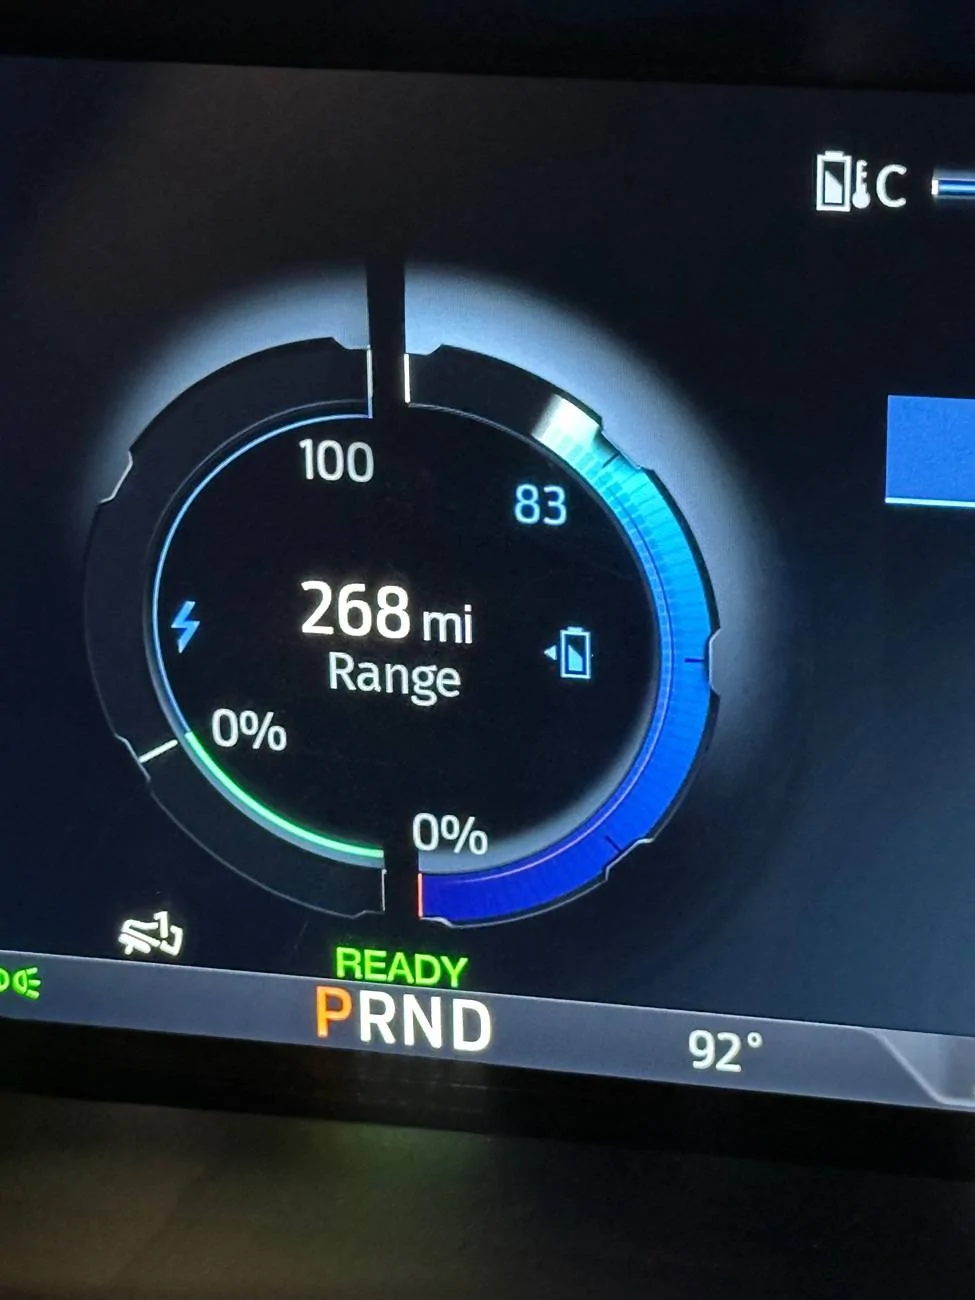 C
100
83
268 mi
Range
0%
0%
READY
PRND
92°